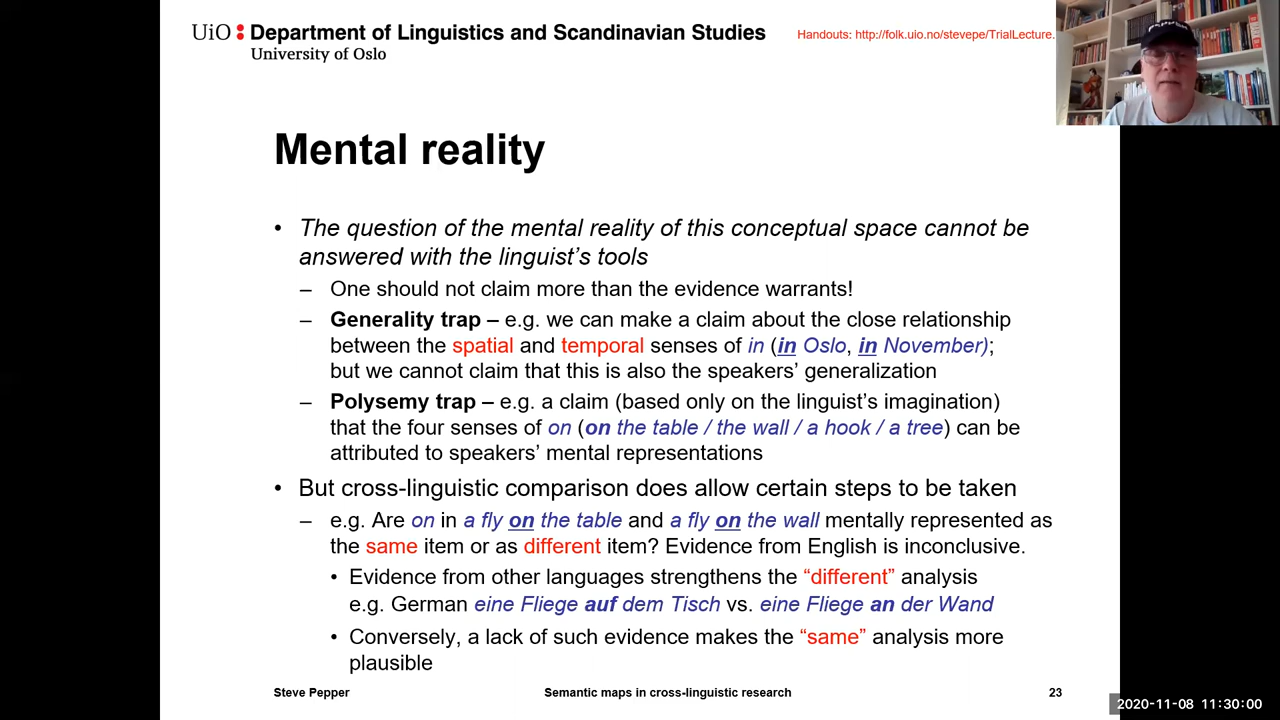 UiO : Department of Linguistics and Scandinavian Studies
University of Oslo
Handouts: http://folk.uio.no/stevepe/TrialLecture.
Mental reality
• The question of the mental reality of this conceptual space cannot be
answered with the linguist's tools
– One should not claim more than the evidence warrants!
– Generality trap – e.g. we can make a claim about the close relationship
between the spatial and temporal senses of in (in Oslo, in November);
but we cannot claim that this is also the speakers' generalization
– Polysemy trap – e.g. a claim (based only on the linguist's imagination)
that the four senses of on (on the table / the wall / a hook / a tree) can be
attributed to speakers' mental representations
• But cross-linguistic comparison does allow certain steps to be taken
– e.g. Are on in a fly on the table and a fly on the wall mentally represented as
the same item or as different item? Evidence from English is inconclusive.
• Evidence from other languages strengthens the “different” analysis
e.g. German eine Fliege auf dem Tisch vs. eine Fliege an der Wand
• Conversely, a lack of such evidence makes the “same” analysis more
plausible
Steve Pepper
Semantic maps in cross-linguistic research
23
2020-11-08 11:30:00